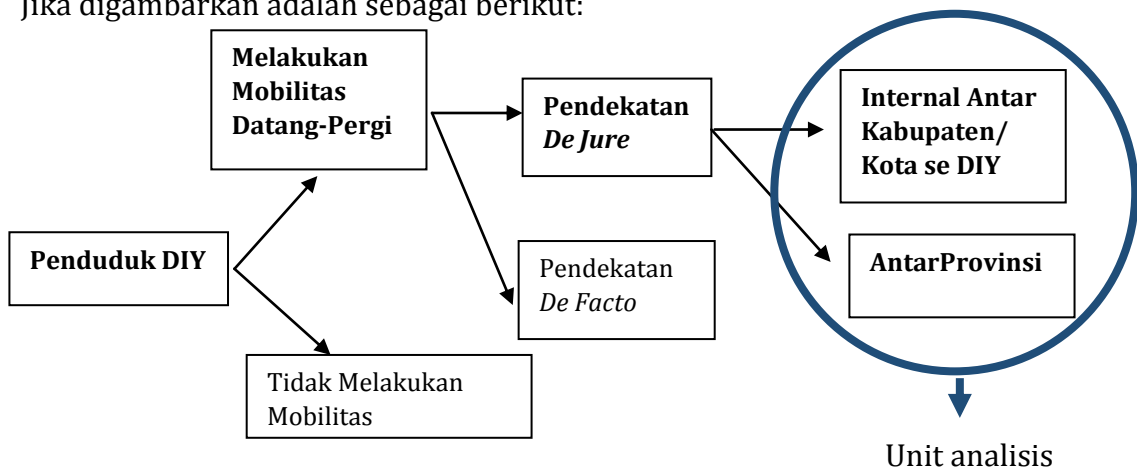 Jika digambarkan adalah sebagai berikut:
Melakukan
Mobilitas
Datang-Pergi
Pendekatan
De Jure
Internal Antar
Kabupaten/
Kota se DIY
Penduduk DIY
Pendekatan
De Facto
AntarProvinsi
Tidak Melakukan
Mobilitas
Unit analisis